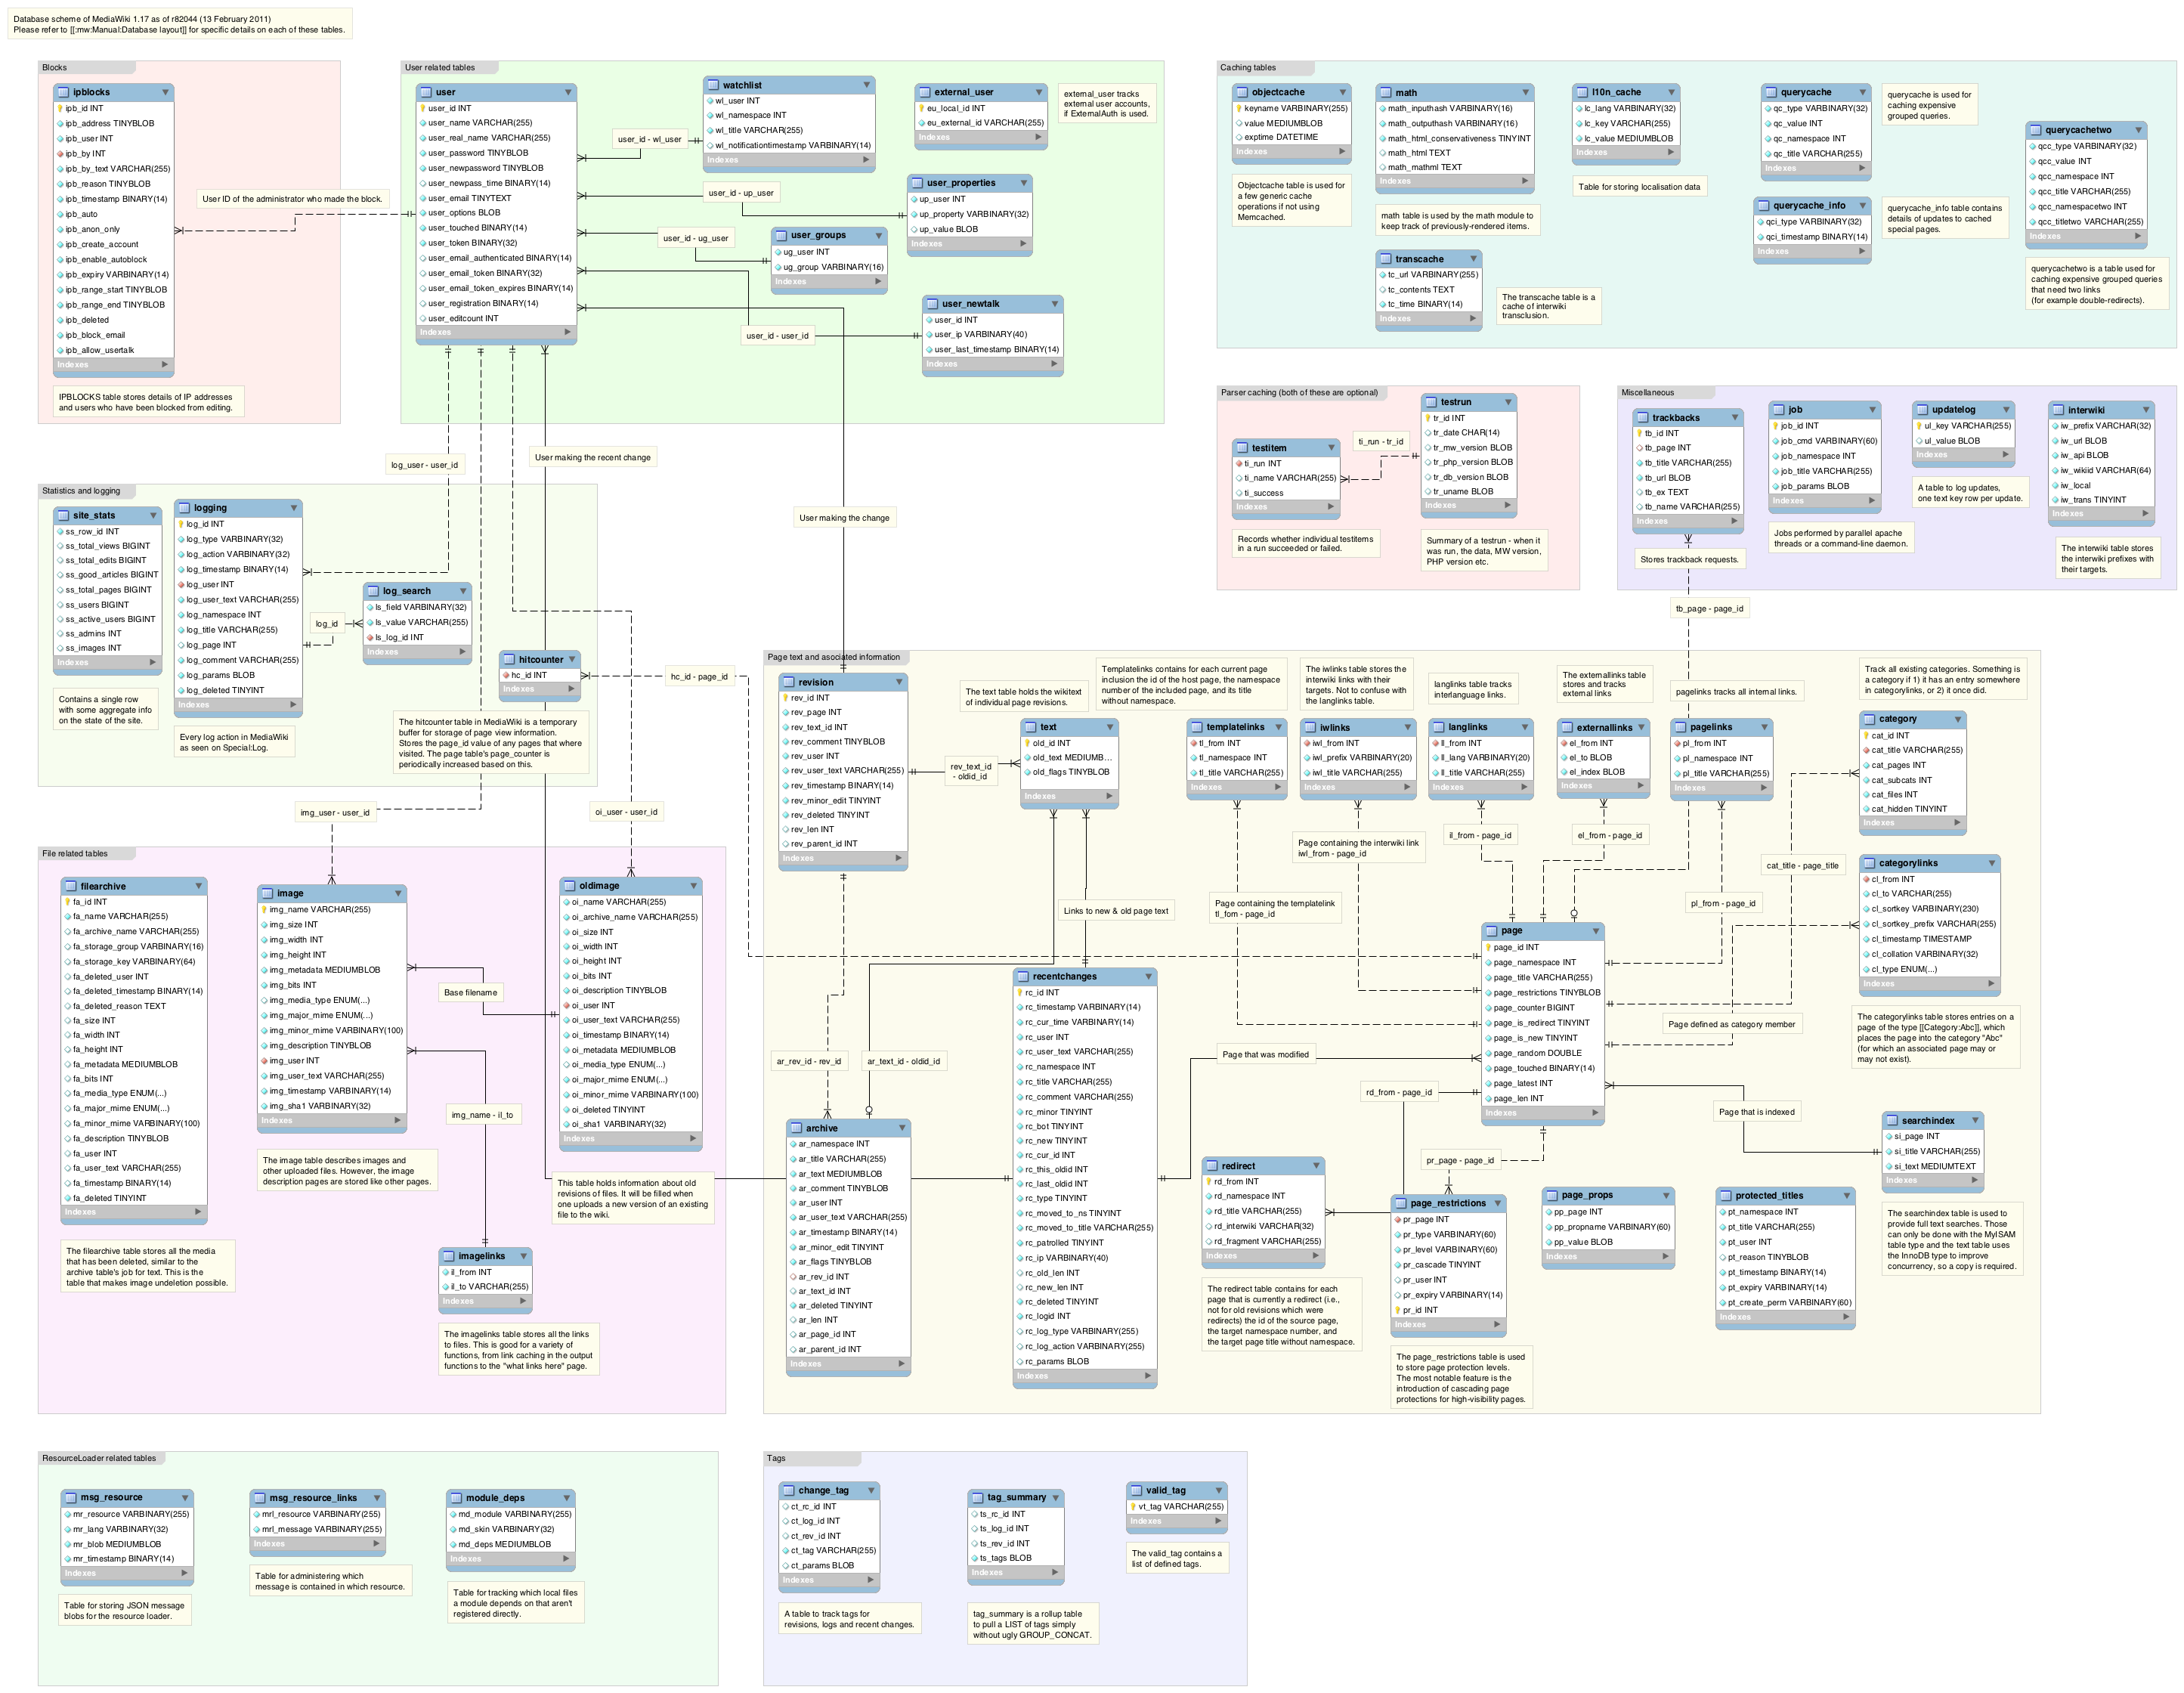 Database scheme of MediaWiki 1.17 as of r82044 (13 February 2011)
Please refer to [[:mw:Manual:Database layout]] for specific details on each of these tables.
Blocks
ipblocks
ipb_id INT
ipb_address TINYBLOB
ipb_user INT
ipb_by INT
ipb_by_text VARCHAR(255)
ipb_reason TINYBLOB
ipb_timestamp BINARY(14)
ipb_auto
ipb_anon_only
ipb_create_account
ipb_enable_autoblock
ipb_expiry VARBINARY(14)
ipb_range_start TINYBLOB
ipb_range_end TINYBLOB
ipb_deleted
ipb_block_email
ipb_allow_usertalk
Indexes
IPBLOCKS table stores details of IP addresses
and users who have been blocked from editing.
User ID of the administrator who made the block.
User related tables
user
user_id INT
user_name VARCHAR(255)
user_real_name VARCHAR(255)
user_password TINYBLOB
user_newpassword TINYBLOB
user_newpass_time BINARY(14)
user_email TINYTEXT
user_options BLOB
user_touched BINARY(14)
user_token BINARY(32)
user_email_authenticated BINARY(14)
user_email_token BINARY(32)
user_email_token_expires BINARY(14)
user_registration BINARY(14)
user_editcount INT
Indexes
user_id - wl_user
user_id - up_user
user_id - ug_user
user_id - user_id
watchlist
wl_user INT
wl_namespace INT
wl_title VARCHAR(255)
wl_notificationtimestamp VARBINARY(14)
Indexes
external_user
eu_local_id INT
eu_external_id VARCHAR(255)
Indexes
external_user tracks
external user accounts,
if ExternalAuth is used.
user_properties
up_user INT
up_property VARBINARY(32)
up_value BLOB
Indexes
user_groups
ug_user INT
ug_group VARBINARY(16)
Indexes
user_newtalk
user_id INT
user_ip VARBINARY(40)
user_last_timestamp BINARY(14)
Indexes
Caching tables
objectcache
keyname VARBINARY(255)
value MEDIUMBLOB
exptime DATETIME
Indexes
Objectcache table is used for
a few generic cache
operations if not using
Memcached.
math
math_inputhash VARBINARY(16)
math_outputhash VARBINARY(16)
math_html_conservativeness TINYINT
math_html TEXT
math_mathml TEXT
Indexes
math table is used by the math module to
keep track of previously-rendered items.
transcache
tc_url VARBINARY(255)
tc_contents TEXT
tc_time BINARY(14)
Indexes
The transcache table is a
cache of interwiki
transclusion.
l10n_cache
lc_lang VARBINARY(32)
lc_key VARCHAR(255)
lc_value MEDIUMBLOB
Indexes
Table for storing localisation data
querycache
qc_type VARBINARY(32)
qc_value INT
qc_namespace INT
qc_title VARCHAR(255)
Indexes
querycache is used for
caching expensive
grouped queries.
querycache_info
qci_type VARBINARY(32)
qci_timestamp BINARY(14)
Indexes
querycache_info table contains
details of updates to cached
special pages.
querycachetwo
qcc_type VARBINARY(32)
qcc_value INT
qcc_namespace INT
qcc_title VARCHAR(255)
qcc_namespacetwo INT
qcc_titletwo VARCHAR(255)
Indexes
querycachetwo is a table used for
caching expensive grouped queries
that need two links
(for example double-redirects).
Parser caching (both of these are optional)
testitem
ti_run INT
ti_name VARCHAR(255)
ti_success
Indexes
Records whether individual testitems
in a run succeeded or failed.
ti_run - tr_id
testrun
tr_id INT
tr_date CHAR(14)
tr_mw_version BLOB
tr_php_version BLOB
tr_db_version BLOB
tr_uname BLOB
Indexes
Summary of a testrun - when it
was run, the data, MW version,
PHP version etc.
Miscellaneous
trackbacks
tb_id INT
tb_page INT
tb_title VARCHAR(255)
tb_url BLOB
tb_ex TEXT
tb_name VARCHAR(255)
Indexes
Stores trackback requests.
tb_page - page_id
job
job_id INT
job_cmd VARBINARY(60)
job_namespace INT
job_title VARCHAR(255)
job_params BLOB
Indexes
Jobs performed by parallel apache
threads or a command-line daemon.
updatelog
ul_key VARCHAR(255)
ul_value BLOB
Indexes
A table to log updates,
one text key row per update.
interwiki
iw_prefix VARCHAR(32)
iw_url BLOB
iw_api BLOB
iw_wikiid VARCHAR(64)
iw_local
iw_trans TINYINT
Indexes
The interwiki table stores
the interwiki prefixes with
their targets.
log_user - user_id
User making the recent change
User making the change
Statistics and logging
site_stats
ss_row_id INT
ss_total_views BIGINT
ss_total_edits BIGINT
ss_good_articles BIGINT
ss_total_pages BIGINT
ss_users BIGINT
ss_active_users BIGINT
ss_admins INT
ss_images INT
Indexes
Contains a single row
with some aggregate info
on the state of the site.
logging
log_id INT
log_type VARBINARY(32)
log_action VARBINARY(32)
log_timestamp BINARY(14)
log_user INT
log_user_text VARCHAR(255)
log_namespace INT
log_title VARCHAR(255)
log_page INT
log_comment VARCHAR(255)
log_params BLOB
log_deleted TINYINT
Indexes
Every log action in MediaWiki
as seen on Special:Log.
log_id
log_search
ls_field VARBINARY(32)
ls_value VARCHAR(255)
ls_log_id INT
Indexes
hitcounter
hc_id INT
Indexes
The hitcounter table in MediaWiki is a temporary
buffer for storage of page view information.
Stores the page_id value of any pages that where
visited. The page table's page_counter is
periodically increased based on this.
hc_id - page_id
img_user - user_id
oi_user - user_id
File related tables
filearchive
fa_id INT
fa_name VARCHAR(255)
fa_archive_name VARCHAR(255)
fa_storage_group VARBINARY(16)
fa_storage_key VARBINARY(64)
fa_deleted_user INT
fa_deleted_timestamp BINARY(14)
fa_deleted_reason TEXT
fa_size INT
fa_width INT
fa_height INT
fa_metadata MEDIUMBLOB
fa_bits INT
fa_media_type ENUM(...)
fa_major_mime ENUM(...)
fa_minor_mime VARBINARY(100)
fa_description TINYBLOB
fa_user INT
fa_user_text VARCHAR(255)
fa_timestamp BINARY(14)
fa_deleted TINYINT
Indexes
The filearchive table stores all the media
that has been deleted, similar to the
archive table's job for text. This is the
table that makes image undeletion possible.
image
img_name VARCHAR(255)
img_size INT
img_width INT
img_height INT
img_metadata MEDIUMBLOB
img_bits INT
img_media_type ENUM(...)
img_major_mime ENUM(...)
img_minor_mime VARBINARY(100)
img_description TINYBLOB
img_user INT
img_user_text VARCHAR(255)
img_timestamp VARBINARY(14)
img_sha1 VARBINARY(32)
Indexes
The image table describes images and
other uploaded files. However, the image
description pages are stored like other pages.
Base filename
img_name - il_to
oldimage
oi_name VARCHAR(255)
oi_archive_name VARCHAR(255)
oi_size INT
oi_width INT
oi_height INT
oi_bits INT
oi_description TINYBLOB
oi_user INT
oi_user_text VARCHAR(255)
oi_timestamp BINARY(14)
oi_metadata MEDIUMBLOB
oi_media_type ENUM(...)
oi_major_mime ENUM(...)
oi_minor_mime VARBINARY(100)
oi_deleted TINYINT
oi_sha1 VARBINARY(32)
Indexes
This table holds information about old
revisions of files. It will be filled when
one uploads a new version of an existing
file to the wiki.
imagelinks
il_from INT
il_to VARCHAR(255)
Indexes
The imagelinks table stores all the links
to files. This is good for a variety of
functions, from link caching in the output
functions to the "what links here" page.
Page text and asociated information
revision
rev_id INT
rev_page INT
rev_text_id INT
rev_comment TINYBLOB
rev_user INT
rev_user_text VARCHAR(255)
rev_timestamp BINARY(14)
rev_minor_edit TINYINT
rev_deleted TINYINT
rev_len INT
rev_parent_id INT
Indexes
rev_text_id
- oldid_id
The text table holds the wikitext
of individual page revisions.
text
old_id INT
old_text MEDIUMB...
old_flags TINYBLOB
Indexes
Templatelinks contains for each current page
inclusion the id of the host page, the namespace
number of the included page, and its title
without namespace.
templatelinks
tl_from INT
tl_namespace INT
tl_title VARCHAR(255)
Indexes
The iwlinks table stores the
interwiki links with their
targets. Not to confuse with
the langlinks table.
iwlinks
iwl_from INT
iwl_prefix VARBINARY(20)
iwl_title VARCHAR(255)
Indexes
langlinks table tracks
interlanguage links.
langlinks
ll_from INT
ll_lang VARBINARY(20)
ll_title VARCHAR(255)
Indexes
The externallinks table
stores and tracks
external links
externallinks
el_from INT
el_to BLOB
el_index BLOB
Indexes
pagelinks tracks all internal links.
pagelinks
pl_from INT
pl_namespace INT
pl_title VARCHAR(255)
Indexes
Track all existing categories. Something is
a category if 1) it has an entry somewhere
in categorylinks, or 2) it once did.
category
cat_id INT
cat_title VARCHAR(255)
cat_pages INT
cat_subcats INT
cat_files INT
cat_hidden TINYINT
Indexes
Page containing the interwiki link
iwl_from - page_id
il_from - page_id
el_from - page_id
cat_title - page_title
pl_from - page_id
Page containing the templatelink
tl_fom - page_id
Links to new & old page text
categorylinks
cl_from INT
cl_to VARCHAR(255)
cl_sortkey VARBINARY(230)
cl_sortkey_prefix VARCHAR(255)
cl_timestamp TIMESTAMP
cl_collation VARBINARY(32)
cl_type ENUM(...)
Indexes
The categorylinks table stores entries on a
page of the type [[Category:Abc]], which
places the page into the category "Abc"
(for which an associated page may or
may not exist).
Page defined as category member
page
page_id INT
page_namespace INT
page_title VARCHAR(255)
page_restrictions TINYBLOB
page_counter BIGINT
page_is_redirect TINYINT
page_is_new TINYINT
page_random DOUBLE
page_touched BINARY(14)
page_latest INT
page_len INT
Indexes
ar_rev_id - rev_id
ar_text_id - oldid_id
Page that was modified
rd_from - page_id
pr_page - page_id
Page that is indexed
archive
ar_namespace INT
ar_title VARCHAR(255)
ar_text MEDIUMBLOB
ar_comment TINYBLOB
ar_user INT
ar_user_text VARCHAR(255)
ar_timestamp BINARY(14)
ar_minor_edit TINYINT
ar_flags TINYBLOB
ar_rev_id INT
ar_text_id INT
ar_deleted TINYINT
ar_len INT
ar_page_id INT
ar_parent_id INT
Indexes
recentchanges
rc_id INT
rc_timestamp VARBINARY(14)
rc_cur_time VARBINARY(14)
rc_user INT
rc_user_text VARCHAR(255)
rc_namespace INT
rc_title VARCHAR(255)
rc_comment VARCHAR(255)
rc_minor TINYINT
rc_bot TINYINT
rc_new TINYINT
rc_cur_id INT
rc_this_oldid INT
rc_last_oldid INT
rc_type TINYINT
rc_moved_to_ns TINYINT
rc_moved_to_title VARCHAR(255)
rc_patrolled TINYINT
rc_ip VARBINARY(40)
rc_old_len INT
rc_new_len INT
rc_deleted TINYINT
rc_logid INT
rc_log_type VARBINARY(255)
rc_log_action VARBINARY(255)
rc_params BLOB
Indexes
redirect
rd_from INT
rd_namespace INT
rd_title VARCHAR(255)
rd_interwiki VARCHAR(32)
rd_fragment VARCHAR(255)
Indexes
The redirect table contains for each
page that is currently a redirect (i.e.,
not for old revisions which were
redirects) the id of the source page,
the target namespace number, and
the target page title without namespace.
page_restrictions
pr_page INT
pr_type VARBINARY(60)
pr_level VARBINARY(60)
pr_cascade TINYINT
pr_user INT
pr_expiry VARBINARY(14)
pr_id INT
Indexes
The page_restrictions table is used
to store page protection levels.
The most notable feature is the
introduction of cascading page
protections for high-visibility pages.
page_props
pp_page INT
pp_propname VARBINARY(60)
pp_value BLOB
Indexes
protected_titles
pt_namespace INT
pt_title VARCHAR(255)
pt_user INT
pt_reason TINYBLOB
pt_timestamp BINARY(14)
pt_expiry VARBINARY(14)
pt_create_perm VARBINARY(60)
Indexes
searchindex
si_page INT
si_title VARCHAR(255)
si_text MEDIUMTEXT
Indexes
The searchindex table is used to
provide full text searches. Those
can only be done with the MyISAM
table type and the text table uses
the InnoDB type to improve
concurrency, so a copy is required.
ResourceLoader related tables
msg_resource
mr_resource VARBINARY(255)
mr_lang VARBINARY(32)
mr_blob MEDIUMBLOB
mr_timestamp BINARY(14)
Indexes
Table for storing JSON message
blobs for the resource loader.
msg_resource_links
mrl_resource VARBINARY(255)
mrl_message VARBINARY(255)
Indexes
Table for administering which
message is contained in which resource.
module_deps
md_module VARBINARY(255)
md_skin VARBINARY(32)
md_deps MEDIUMBLOB
Indexes
Table for tracking which local files
a module depends on that aren't
registered directly.
Tags
change_tag
ct_rc_id INT
ct_log_id INT
ct_rev_id INT
ct_tag VARCHAR(255)
ct_params BLOB
Indexes
A table to track tags for
revisions, logs and recent changes.
tag_summary
ts_rc_id INT
ts_log_id INT
ts_rev_id INT
ts_tags BLOB
Indexes
tag_summary is a rollup table
to pull a LIST of tags simply
without ugly GROUP_CONCAT.
valid_tag
vt_tag VARCHAR(255)
Indexes
The valid_tag contains a
list of defined tags.